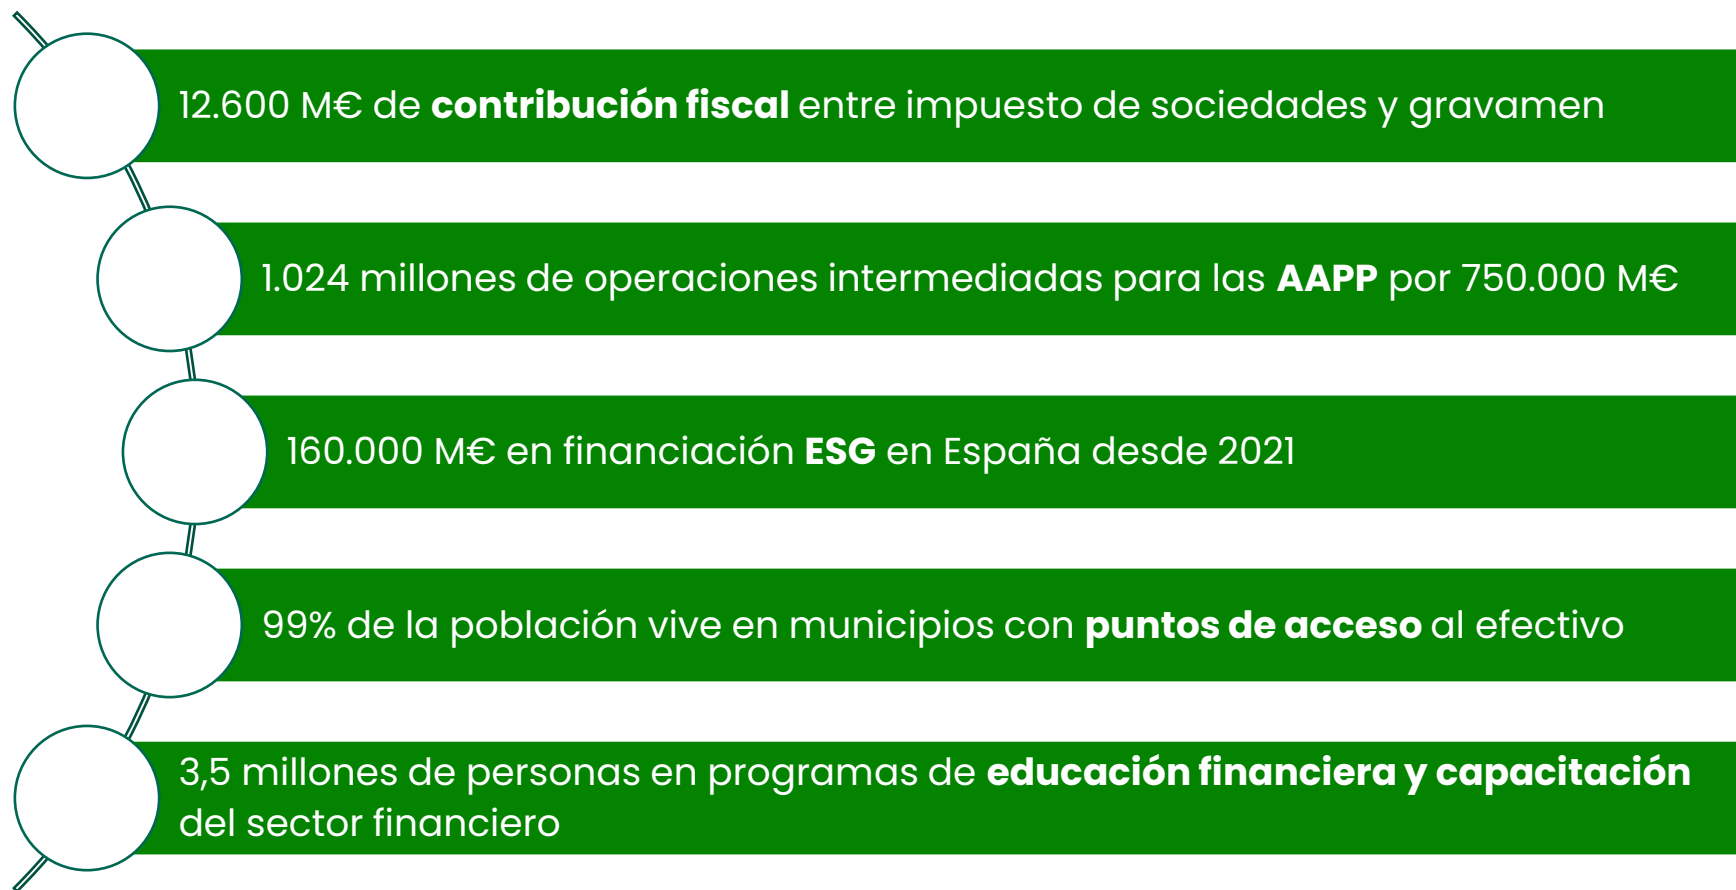 12.600 M€ de contribución fiscal entre impuesto de sociedades y gravamen
1.024 millones de operaciones intermediadas para las AAPP por 750.000 M€
160.000 M€ en financiación ESG en España desde 2021
99% de la población vive en municipios con puntos de acceso al efectivo
3,5 millones de personas en programas de educación financiera y capacitación
del sector financiero